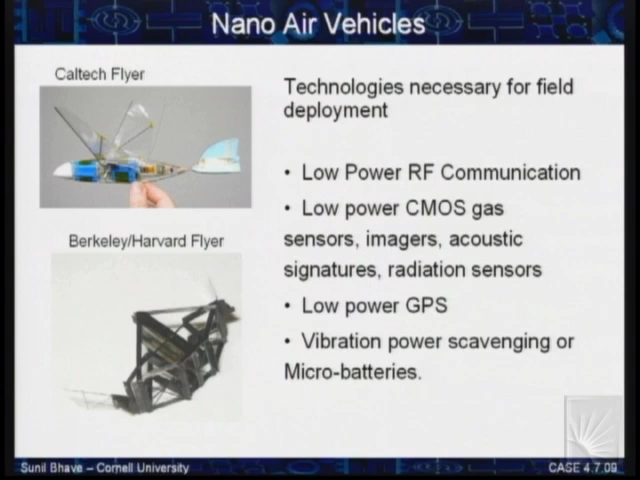 Nano Air Vehicles
Caltech Flyer
Technologies necessary for field
deployment
• Low Power RF Communication
• Low power CMOS gas
sensors, imagers, acoustic
signatures, radiation sensors
Berkeley/Harvard Flyer
• Low power GPS
• Vibration power scavenging or
Micro-batteries.
Sunil Bhave – Cornell University
CASE 4.7.09